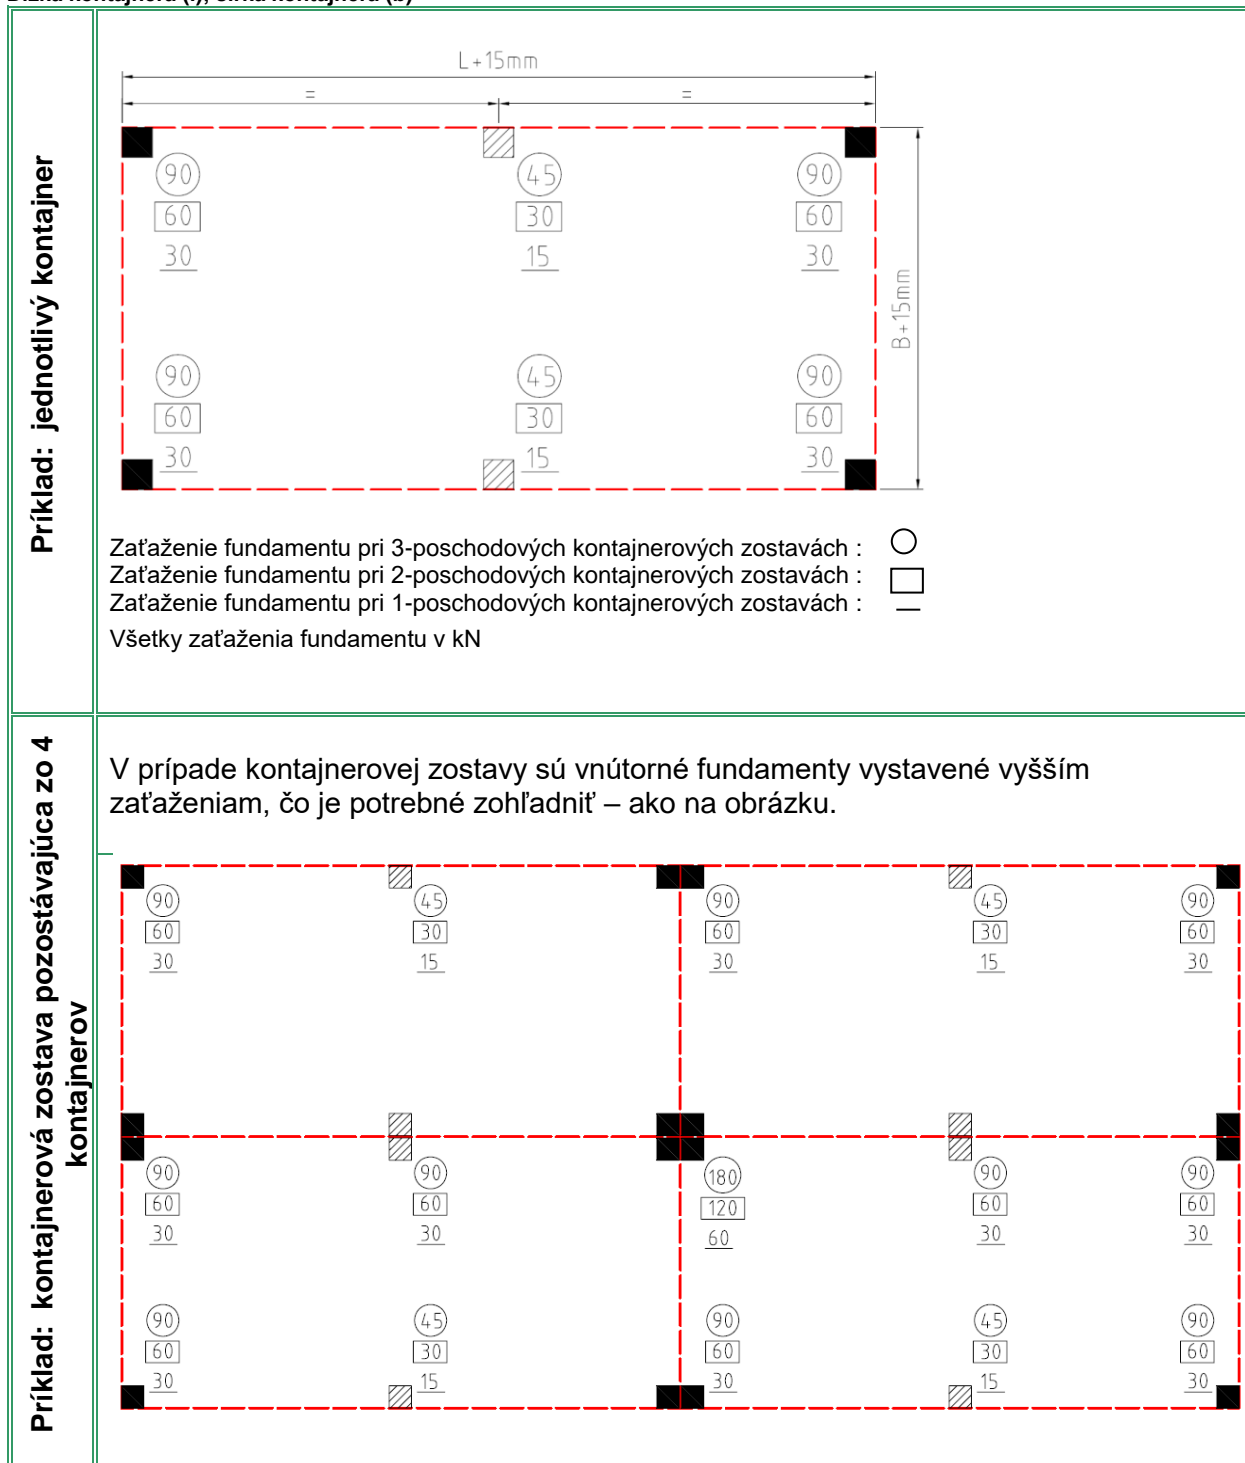 L+15mm
= =
Príklad: jednotlivý kontajner
90 45 90
60 30 60
30 15 30
B+15mm
90 45 90
60 30 60
30 15 30
Zaťaženie fundamentu pri 3-poschodových kontajnerových zostavách :
Zaťaženie fundamentu pri 2-poschodových kontajnerových zostavách :
Zaťaženie fundamentu pri 1-poschodových kontajnerových zostavách :
Všetky zaťaženia fundamentu v kN
Príklad: kontajnerová zostava pozostávajúca zo 4
kontajnerov
V prípade kontajnerovej zostavy sú vnútorné fundamenty vystavené vyšším
zaťaženiam, čo je potrebné zohľadniť – ako na obrázku.
90 45 90 45 90
60 30 60 30 60
30 15 30 15 30
90 90 180 90 90
60 60 120 60 60
30 30 60 30 30
90 45 90 45 90
60 30 60 30 60
30 15 30 15 30